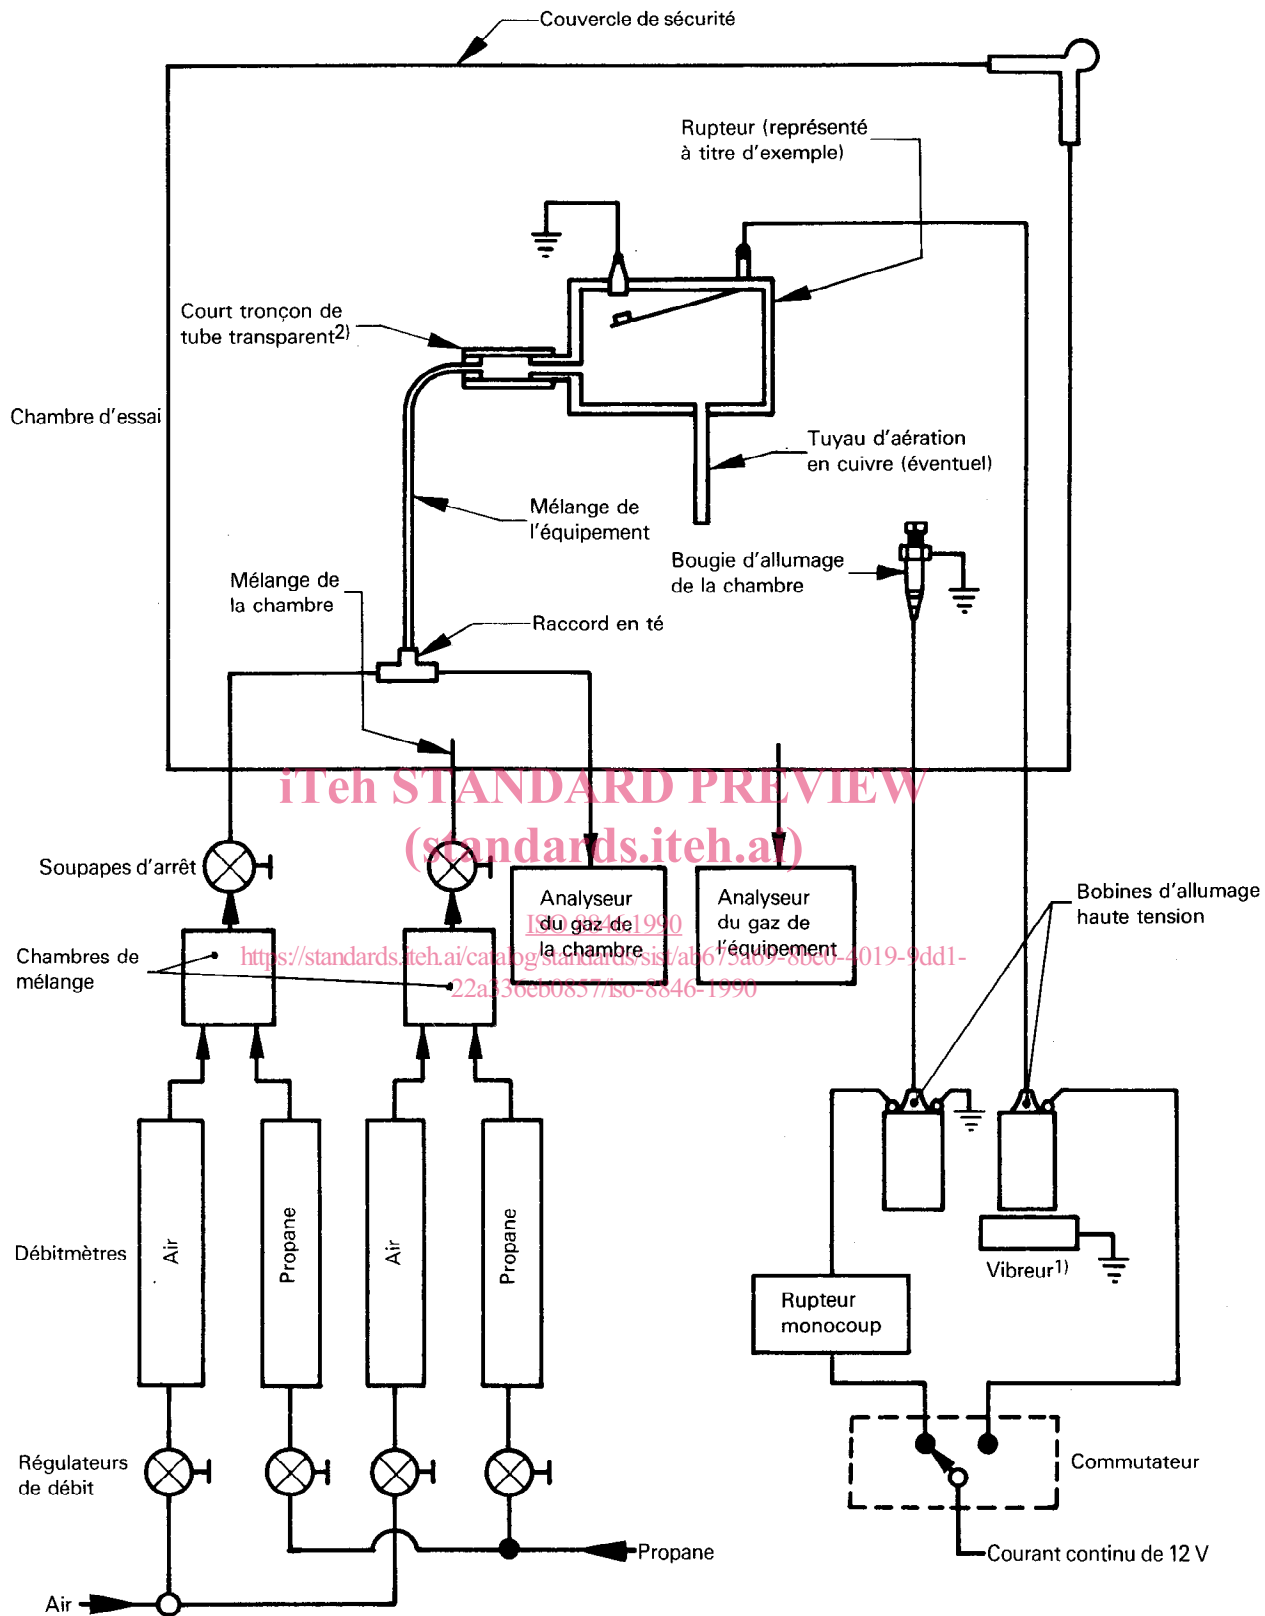 Couvercle de sécurité
Rupteur (représenté
à titre d'exemple)
Court tronçon de
tube transparent2)
Chambre d'essai
Tuyau d'aération
en cuivre (éventuel)
Mélange de
l'équipement
Bougie d'allumage
de la chambre
Mélange de
la chambre
Raccord en té
iTeh STANDARD PREVIEW
(standards.iteh.ai)
Soupapes d'arrêt
Analyseur
du gaz de
la chambre
Analyseur
du gaz de
l'équipement
Bobines d'allumage
haute tension
ISO 8846:1990
https://standards.iteh.ai/catalog/standards/sist/ab675a69-8be0-4019-9dd1-
22a336eb0857/iso-8846-1990
Chambres de
mélange
Débitmètres
Air
Propane
Air
Propane
Vibreur1)
Rupteur
monocoup
Régulateurs
de débit
Commutateur
Propane
Courant continu de 12 V
Air